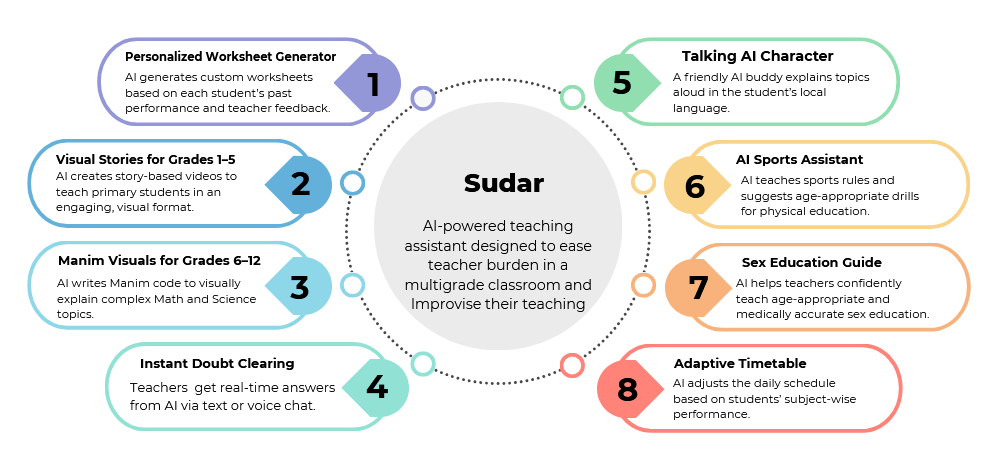 Personalized Worksheet Generator
AI generates custom worksheets
based on each student's past
performance and teacher feedback.
1
Visual Stories for Grades 1–5
AI creates story-based videos to
teach primary students in an
engaging, visual format.
2
Manim Visuals for Grades 6–12
AI writes Manim code to visually
explain complex Math and Science
topics.
3
Instant Doubt Clearing
Teachers get real-time answers
from AI via text or voice chat.
4
Sudar
AI-powered teaching
assistant designed to ease
teacher burden in a
multigrade classroom and
Improvise their teaching
5
Talking AI Character
A friendly AI buddy explains topics
aloud in the student's local
language.
6
AI Sports Assistant
AI teaches sports rules and
suggests age-appropriate drills
for physical education.
7
Sex Education Guide
AI helps teachers confidently
teach age-appropriate and
medically accurate sex education.
8
Adaptive Timetable
AI adjusts the daily schedule
based on students' subject-wise
performance.